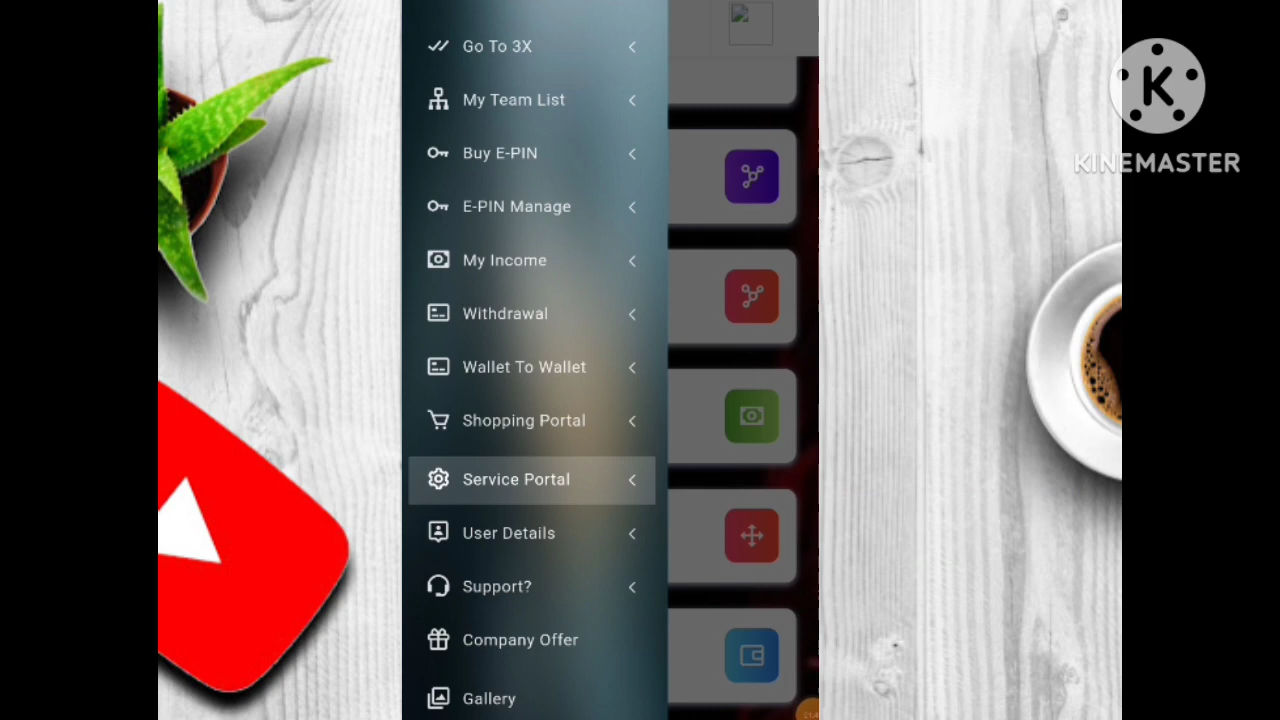 Go To 3X
My Team List
Buy E-PIN
E-PIN Manage
My Income
Withdrawal
Wallet To Wallet
Shopping Portal
Service Portal
User Details
Support?
Company Offer
Gallery
K
KINEMASTER